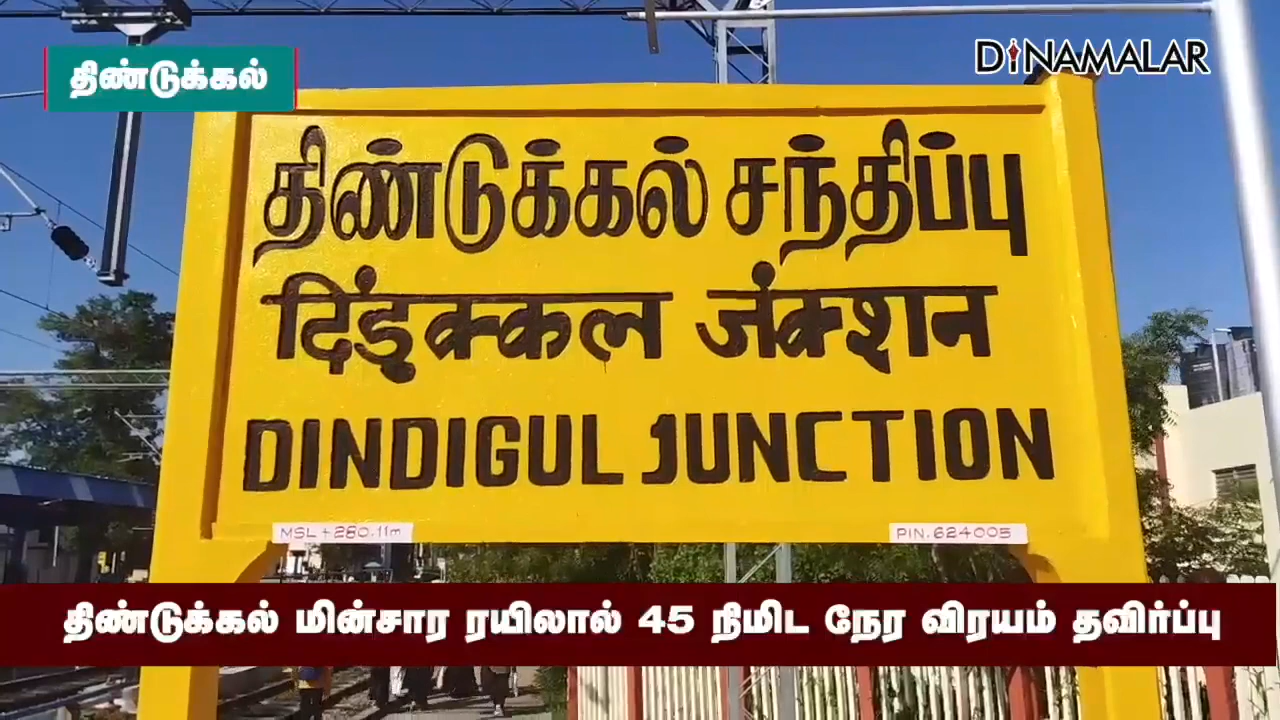 திண்டுக்கல்
DINAMALAR
திண்டுக்கல் சந்திப்பு
दिंडुक्कल जंक्शन
DINDIGUL JUNCTION
MSL + 280.11m
PIN. 624005
திண்டுக்கல் மின்சார ரயிலால் 45 நிமிட நேர விரயம் தவிர்ப்பு